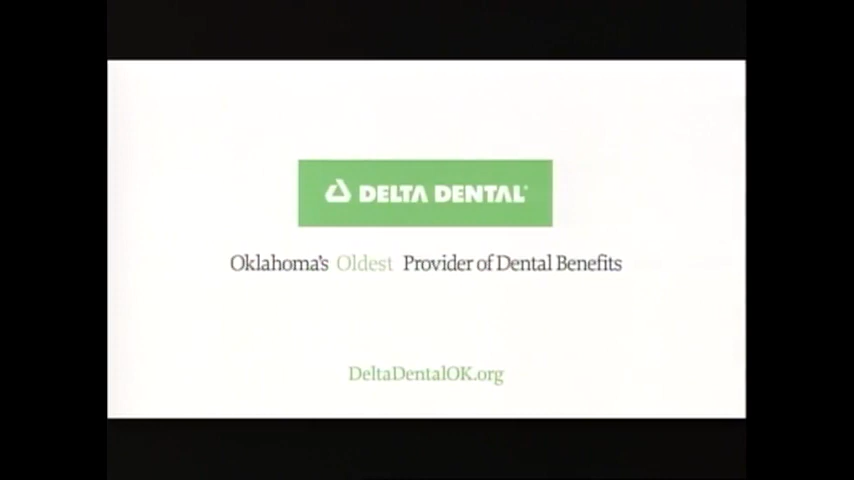 DELTA DENTAL
Oklahoma's Oldest Provider of Dental Benefits
DeltaDentalOK.org